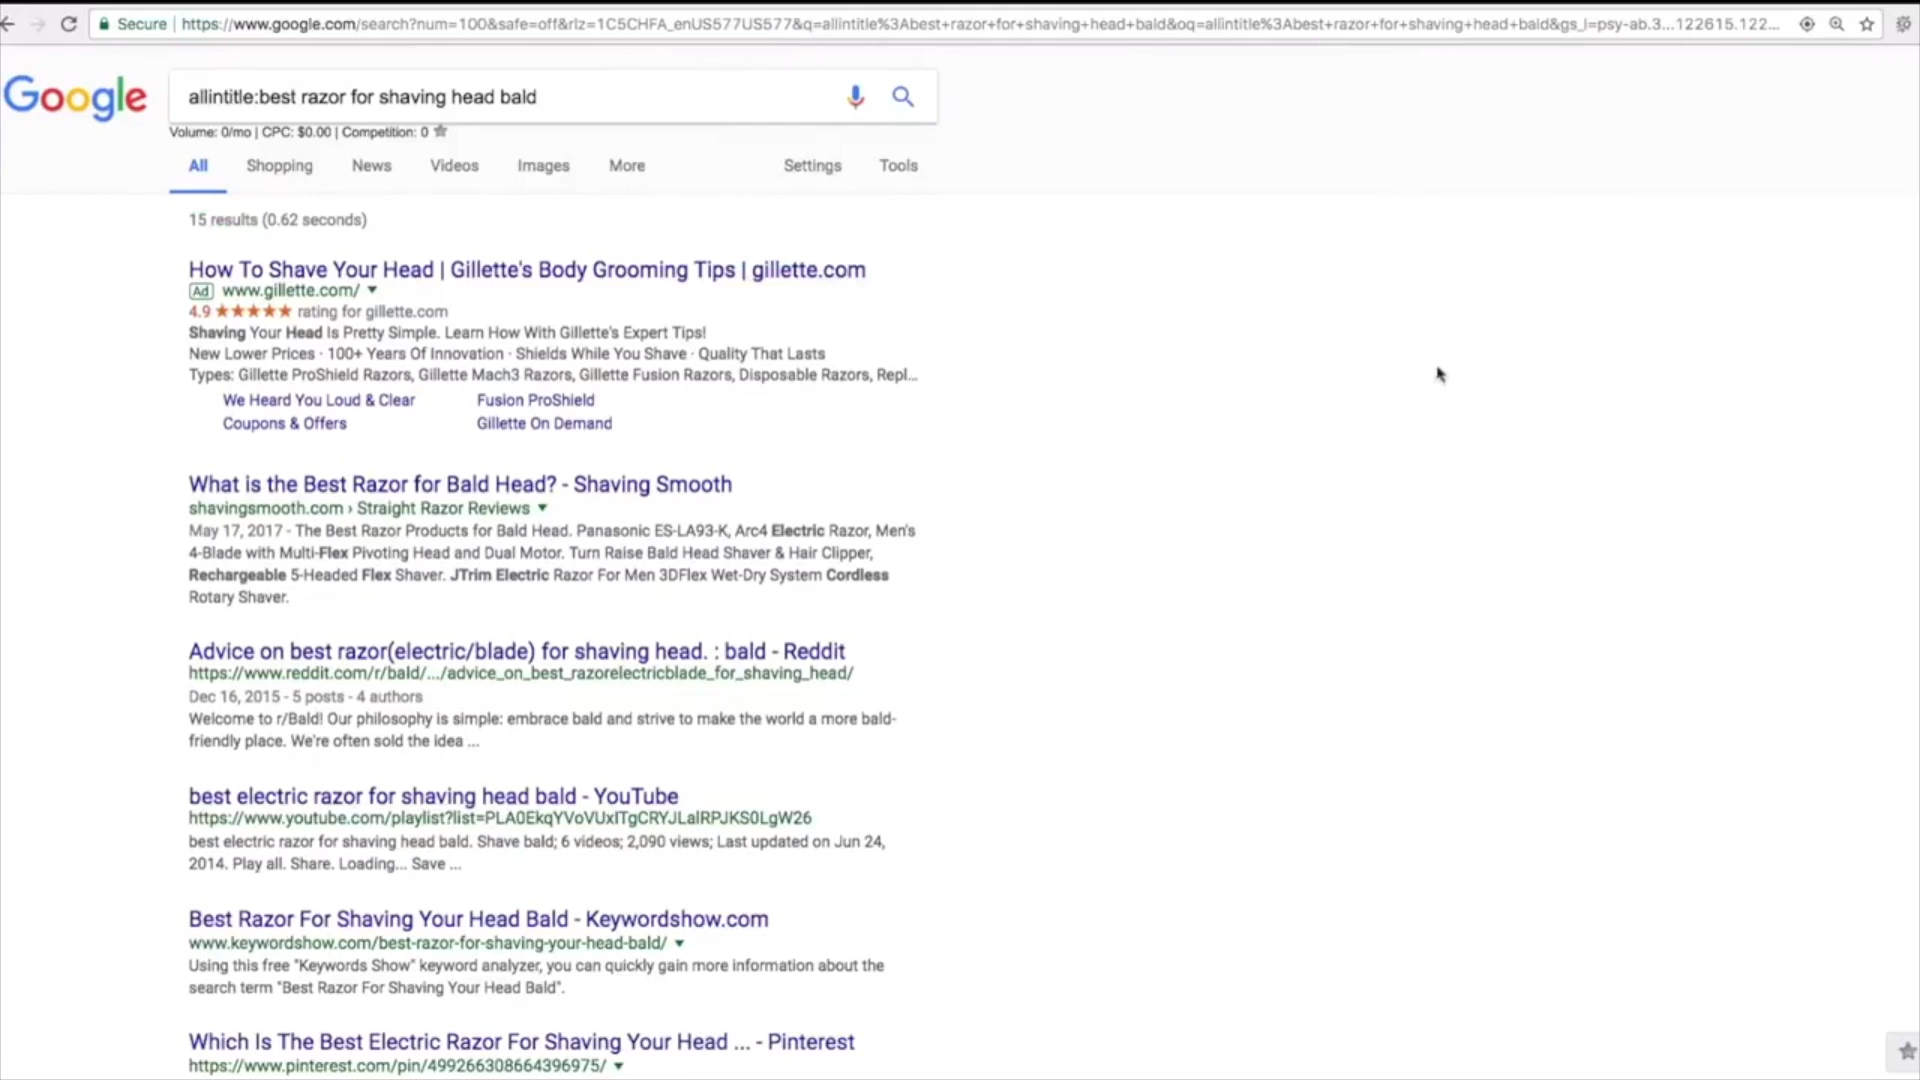 Secure | https://www.google.com/search?num=100&safe=off&rlz=1C5CHFA_enUS577US577&q=allintitle%3Abest+razor+for+shaving+head+bald&oq=allintitle%3Abest+razor+for+shaving+head+bald&gs_l=psy-ab.3...122615.122...
Google
allintitle:best razor for shaving head bald
Volume: 0/mo | CPC: $0.00 | Competition: 0
All Shopping News Videos Images More Settings Tools
15 results (0.62 seconds)
How To Shave Your Head | Gillette's Body Grooming Tips | gillette.com
Ad www.gillette.com/
4.9 ★★★★★ rating for gillette.com
Shaving Your Head Is Pretty Simple. Learn How With Gillette's Expert Tips!
New Lower Prices · 100+ Years Of Innovation · Shields While You Shave · Quality That Lasts
Types: Gillette ProShield Razors, Gillette Mach3 Razors, Gillette Fusion Razors, Disposable Razors, Repl...
We Heard You Loud & Clear Fusion ProShield
Coupons & Offers Gillette On Demand
What is the Best Razor for Bald Head? - Shaving Smooth
shavingsmooth.com › Straight Razor Reviews
May 17, 2017 - The Best Razor Products for Bald Head. Panasonic ES-LA93-K, Arc4 Electric Razor, Men's
4-Blade with Multi-Flex Pivoting Head and Dual Motor. Turn Raise Bald Head Shaver & Hair Clipper,
Rechargeable 5-Headed Flex Shaver. JTrim Electric Razor For Men 3DFlex Wet-Dry System Cordless
Rotary Shaver.
Advice on best razor(electric/blade) for shaving head. : bald - Reddit
https://www.reddit.com/r/bald/.../advice_on_best_razorelectricblade_for_shaving_head/
Dec 16, 2015 - 5 posts - 4 authors
Welcome to r/Bald! Our philosophy is simple: embrace bald and strive to make the world a more bald-
friendly place. We're often sold the idea ...
best electric razor for shaving head bald - YouTube
https://www.youtube.com/playlist?list=PLA0EkqYVoVUxITgCRYJLalRPJKS0LgW26
best electric razor for shaving head bald. Shave bald; 6 videos; 2,090 views; Last updated on Jun 24,
2014. Play all. Share. Loading... Save ...
Best Razor For Shaving Your Head Bald - Keywordshow.com
www.keywordshow.com/best-razor-for-shaving-your-head-bald/
Using this free "Keywords Show" keyword analyzer, you can quickly gain more information about the
search term "Best Razor For Shaving Your Head Bald".
Which Is The Best Electric Razor For Shaving Your Head ... - Pinterest
https://www.pinterest.com/pin/499266308664396975/